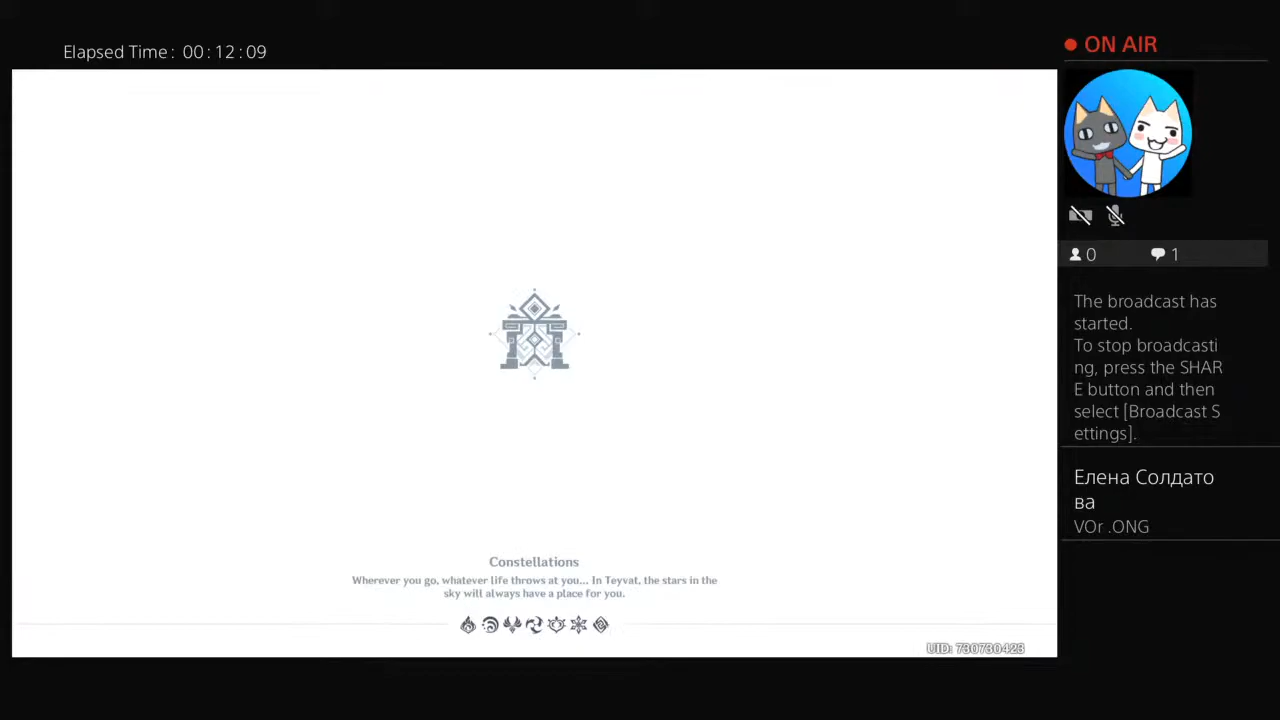 Elapsed Time: 00:12:09
ON AIR
0 1
The broadcast has
started.
To stop broadcasti
ng, press the SHAR
E button and then
select [Broadcast S
ettings].
Елена Солдато
ва
VOr .ONG
Constellations
Wherever you go, whatever life throws at you... In Teyvat, the stars in the
sky will always have a place for you.
UID: 730730423